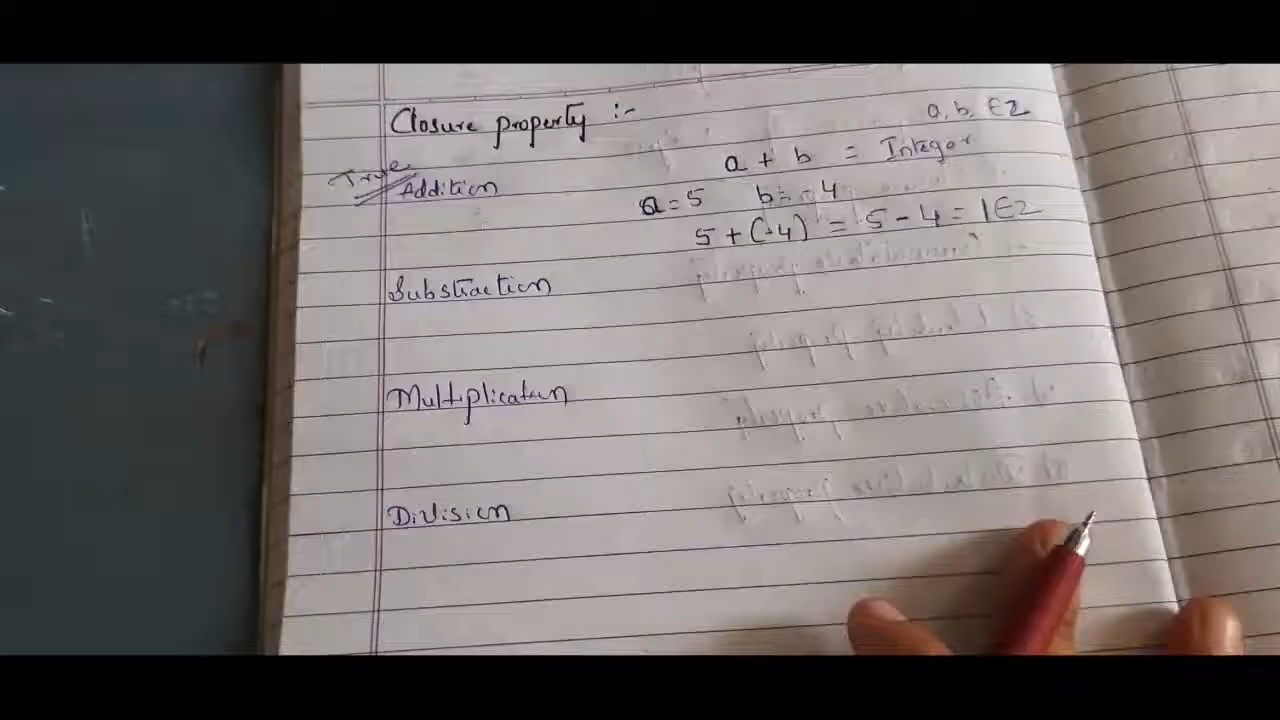 Closure property :-
a, b, ∈ Z
a + b = Integer
True
Addition
a = 5 b = -4
5 + (-4) = 5 - 4 = 1 ∈ Z
Substraction
Multiplication
Division